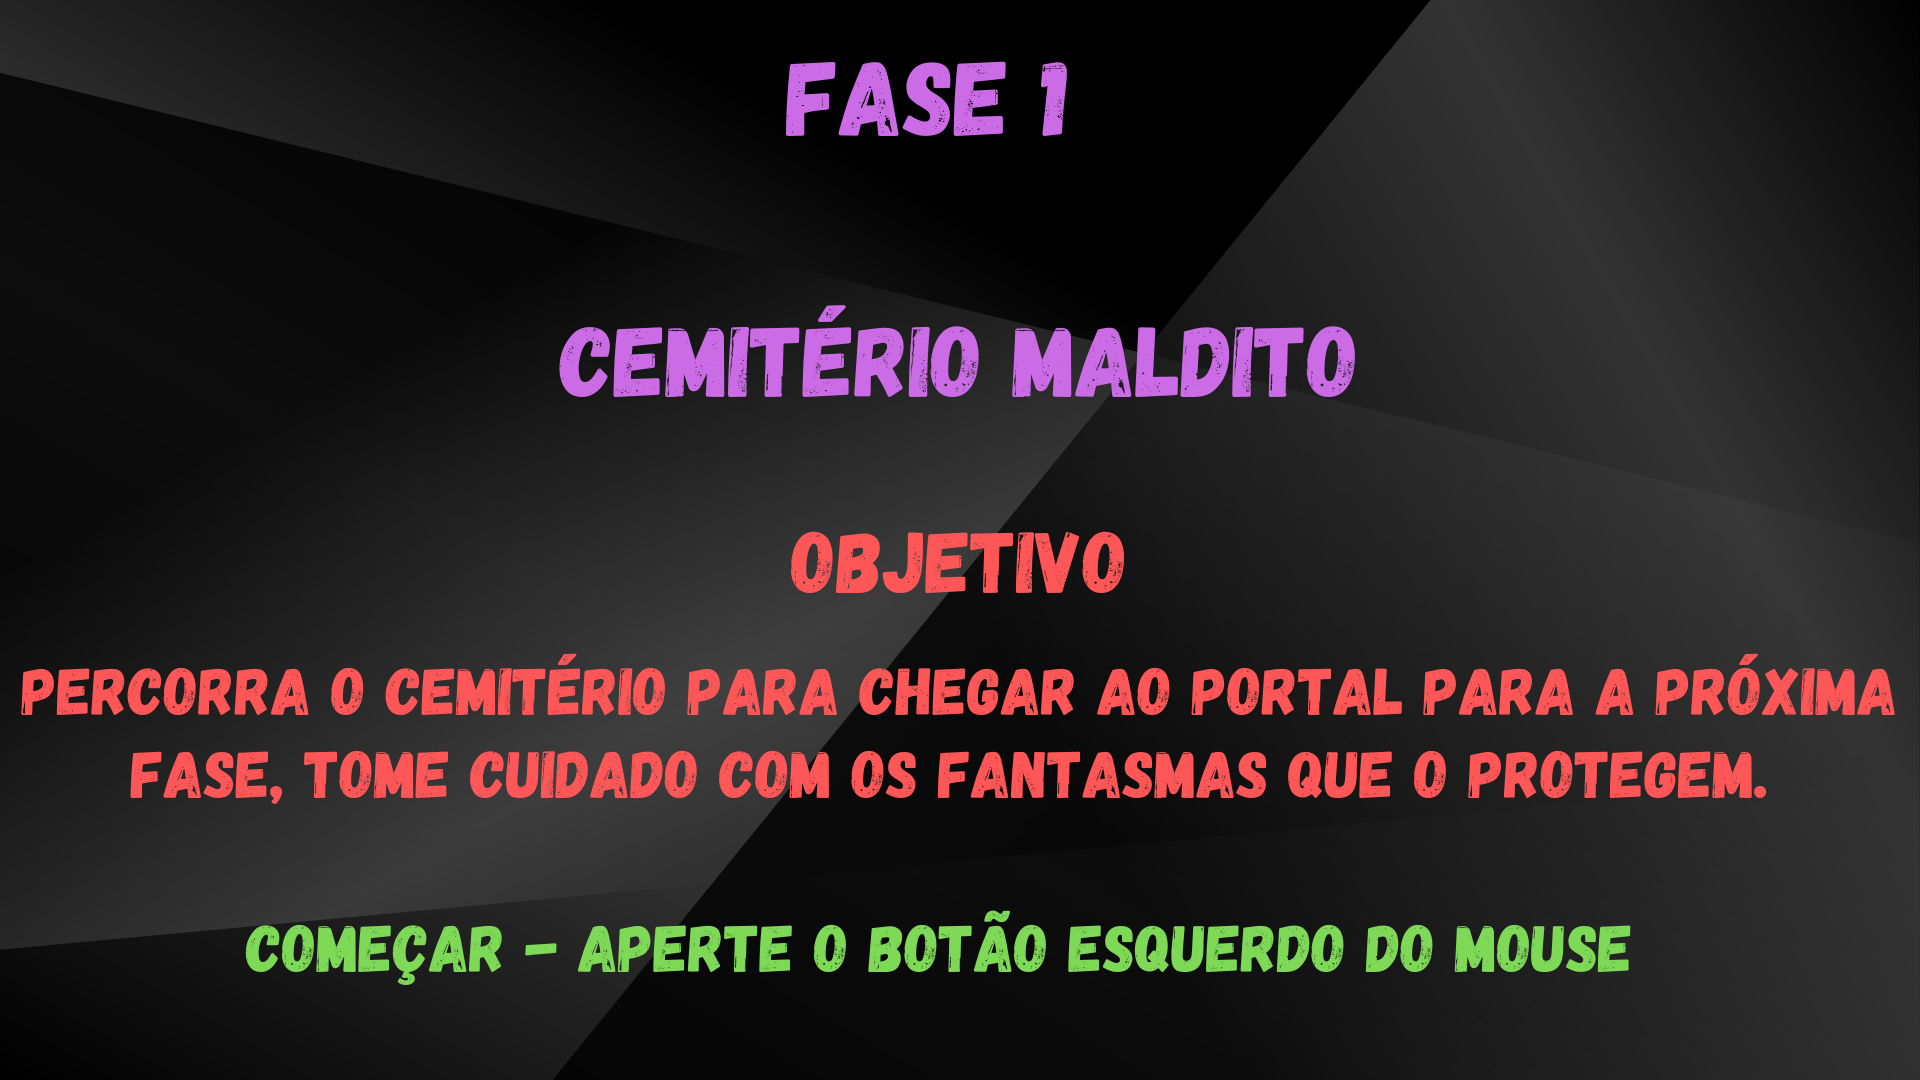 FASE 1
CEMITÉRIO MALDITO
OBJETIVO
PERCORRA O CEMITÉRIO PARA CHEGAR AO PORTAL PARA A PRÓXIMA
FASE, TOME CUIDADO COM OS FANTASMAS QUE O PROTEGEM.
COMEÇAR - APERTE O BOTÃO ESQUERDO DO MOUSE